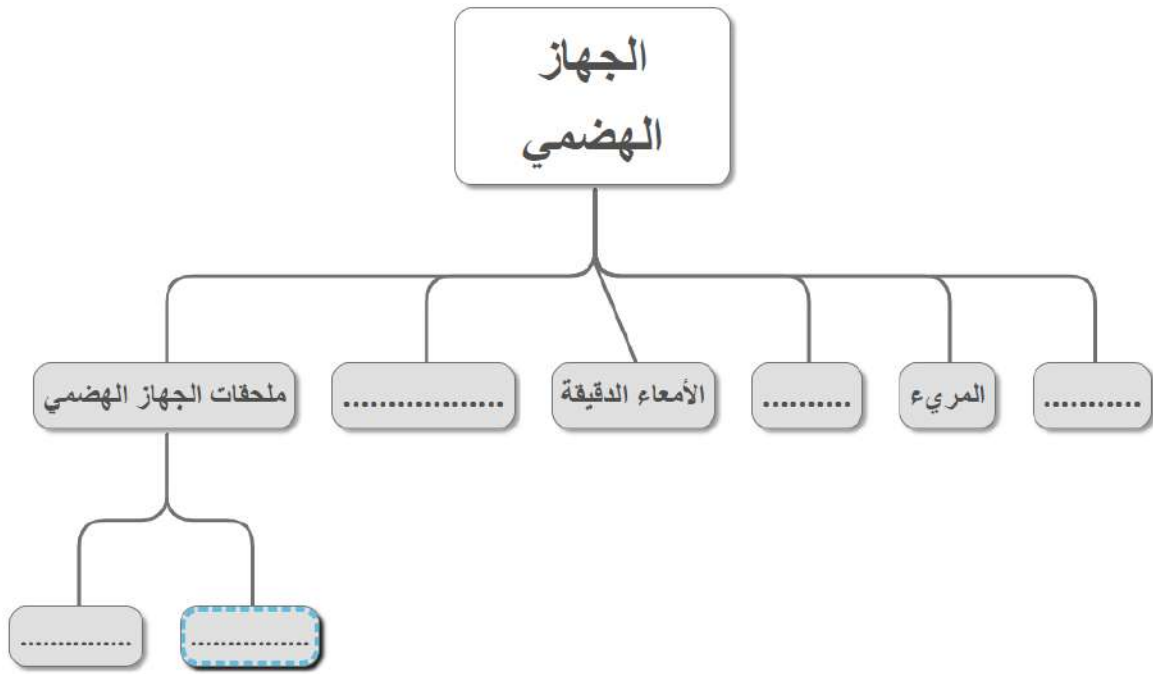 الجهاز
الهضمي
...........
المريء
..........
الأمعاء الدقيقة
..................
ملحقات الجهاز الهضمي
.................
................